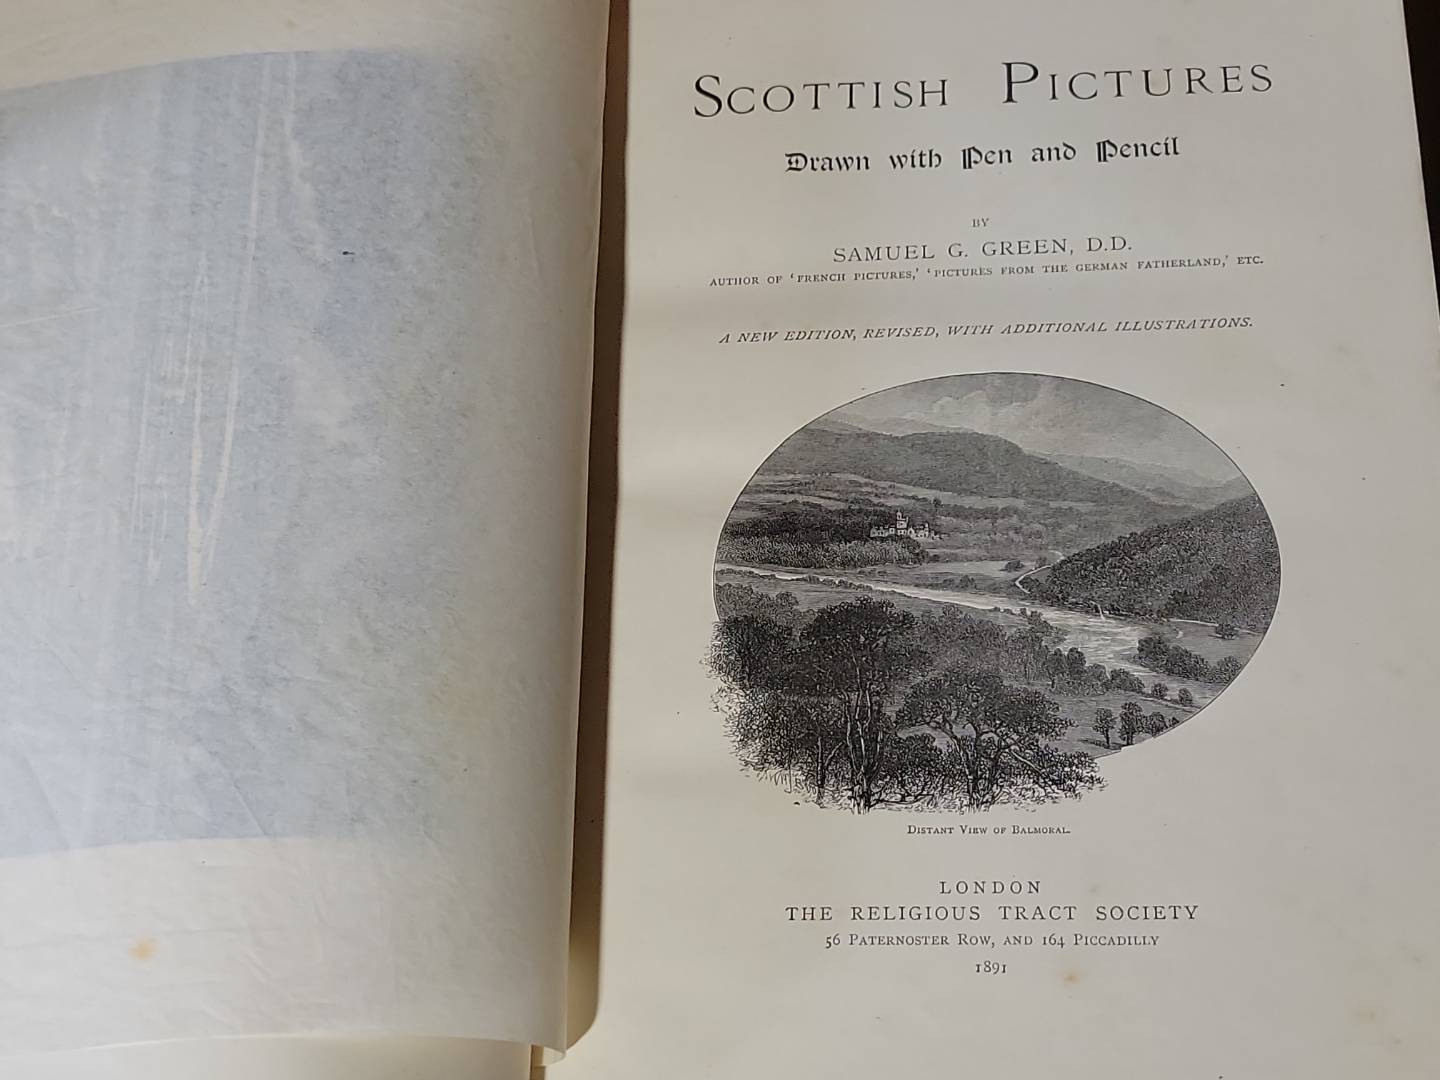 SCOTTISH PICTURES
Drawn with Pen and Pencil
BY
SAMUEL G. GREEN, D.D.
AUTHOR OF ‘FRENCH PICTURES,’ ‘PICTURES FROM THE GERMAN FATHERLAND,’ ETC.
A NEW EDITION, REVISED, WITH ADDITIONAL ILLUSTRATIONS.
DISTANT VIEW OF BALMORAL
LONDON
THE RELIGIOUS TRACT SOCIETY
56 PATERNOSTER ROW, AND 164 PICCADILLY
1891